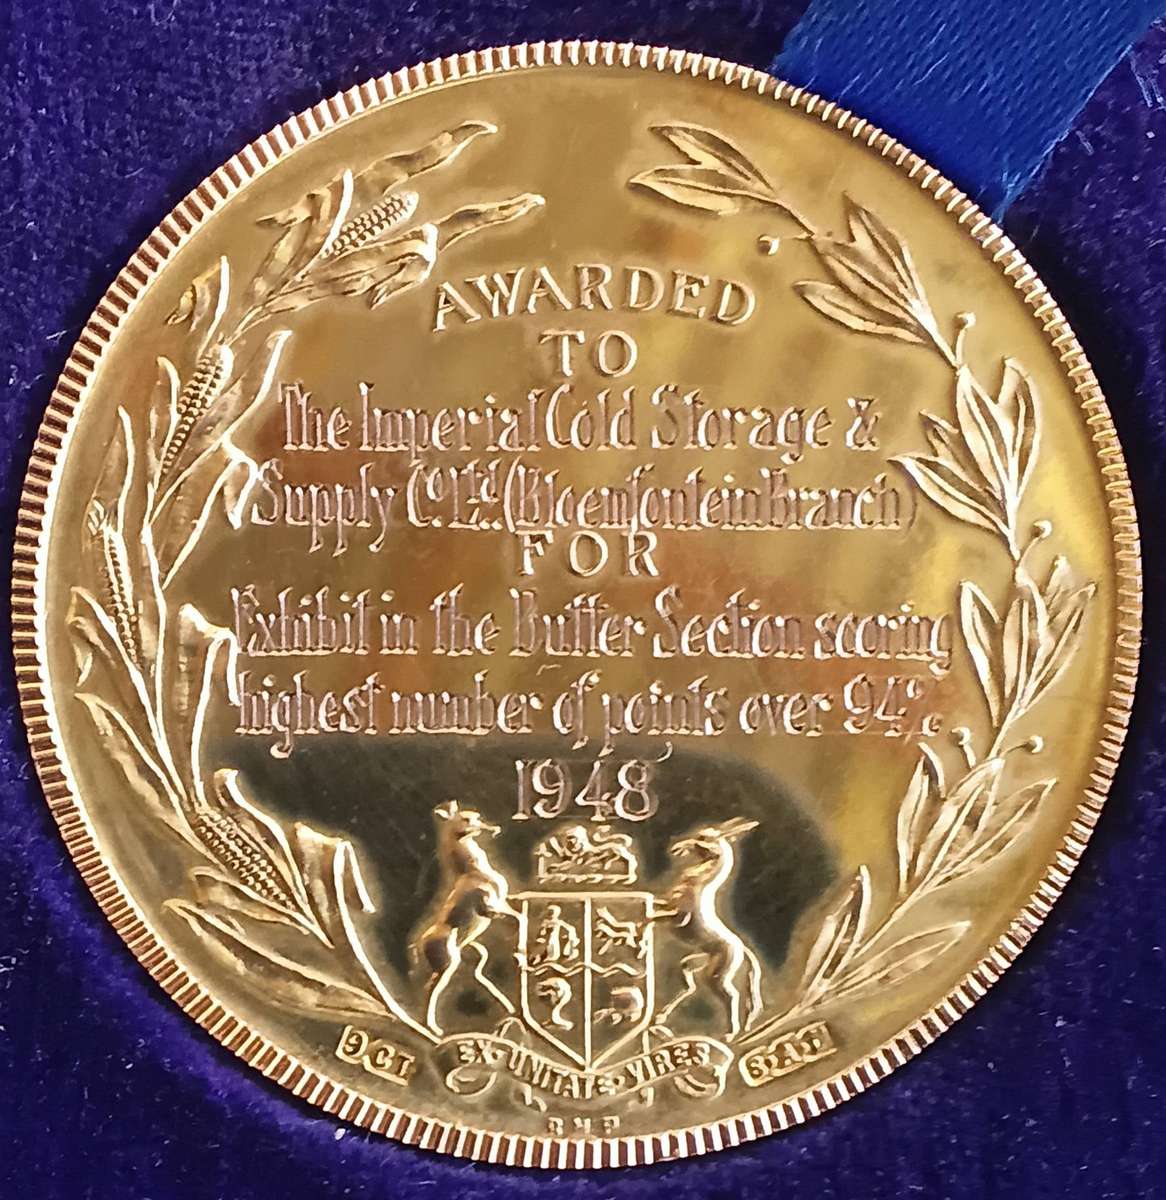 AWARDED
TO
The Imperial Cold Storage &
Supply Co. Ltd. (Bloemfontein Branch)
FOR
Exhibit in the Butter Section scoring
highest number of points over 94%.
1948
9CT
EX·UNITATE·VIRES